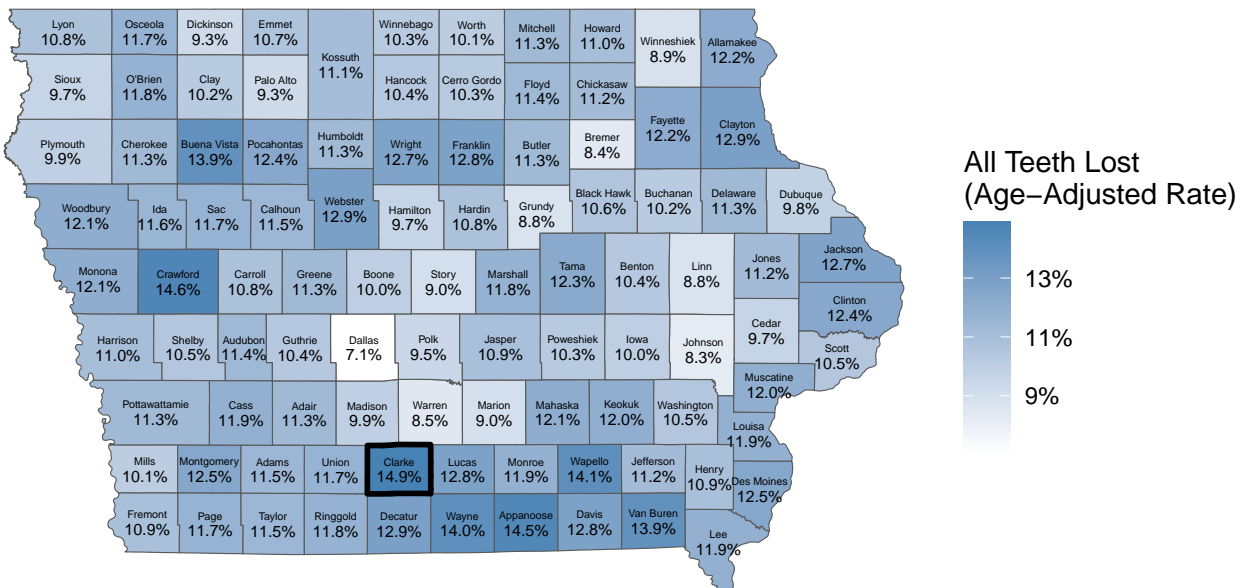 Lyon
10.8%
Osceola
11.7%
Dickinson
9.3%
Emmet
10.7%
Kossuth
11.1%
Winnebago
10.3%
Worth
10.1%
Mitchell
11.3%
Howard
11.0%
Winneshiek
8.9%
Allamakee
12.2%
Sioux
9.7%
O'Brien
11.8%
Clay
10.2%
Palo Alto
9.3%
Hancock
10.4%
Cerro Gordo
10.3%
Floyd
11.4%
Chickasaw
11.2%
Fayette
12.2%
Clayton
12.9%
Plymouth
9.9%
Cherokee
11.3%
Buena Vista
13.9%
Pocahontas
12.4%
Humboldt
11.3%
Wright
12.7%
Franklin
12.8%
Butler
11.3%
Bremer
8.4%
Woodbury
12.1%
Ida
11.6%
Sac
11.7%
Calhoun
11.5%
Webster
12.9%
Hamilton
9.7%
Hardin
10.8%
Grundy
8.8%
Black Hawk
10.6%
Buchanan
10.2%
Delaware
11.3%
Dubuque
9.8%
Monona
12.1%
Crawford
14.6%
Carroll
10.8%
Greene
11.3%
Boone
10.0%
Story
9.0%
Marshall
11.8%
Tama
12.3%
Benton
10.4%
Linn
8.8%
Jones
11.2%
Jackson
12.7%
Clinton
12.4%
Harrison
11.0%
Shelby
10.5%
Audubon
11.4%
Guthrie
10.4%
Dallas
7.1%
Polk
9.5%
Jasper
10.9%
Poweshiek
10.3%
Iowa
10.0%
Johnson
8.3%
Cedar
9.7%
Scott
10.5%
Muscatine
12.0%
Pottawattamie
11.3%
Cass
11.9%
Adair
11.3%
Madison
9.9%
Warren
8.5%
Marion
9.0%
Mahaska
12.1%
Keokuk
12.0%
Washington
10.5%
Louisa
11.9%
Mills
10.1%
Montgomery
12.5%
Adams
11.5%
Union
11.7%
Clarke
14.9%
Lucas
12.8%
Monroe
11.9%
Wapello
14.1%
Jefferson
11.2%
Henry
10.9%
Des Moines
12.5%
Fremont
10.9%
Page
11.7%
Taylor
11.5%
Ringgold
11.8%
Decatur
12.9%
Wayne
14.0%
Appanoose
14.5%
Davis
12.8%
Van Buren
13.9%
Lee
11.9%
All Teeth Lost
(Age−Adjusted Rate)
13%
11%
9%